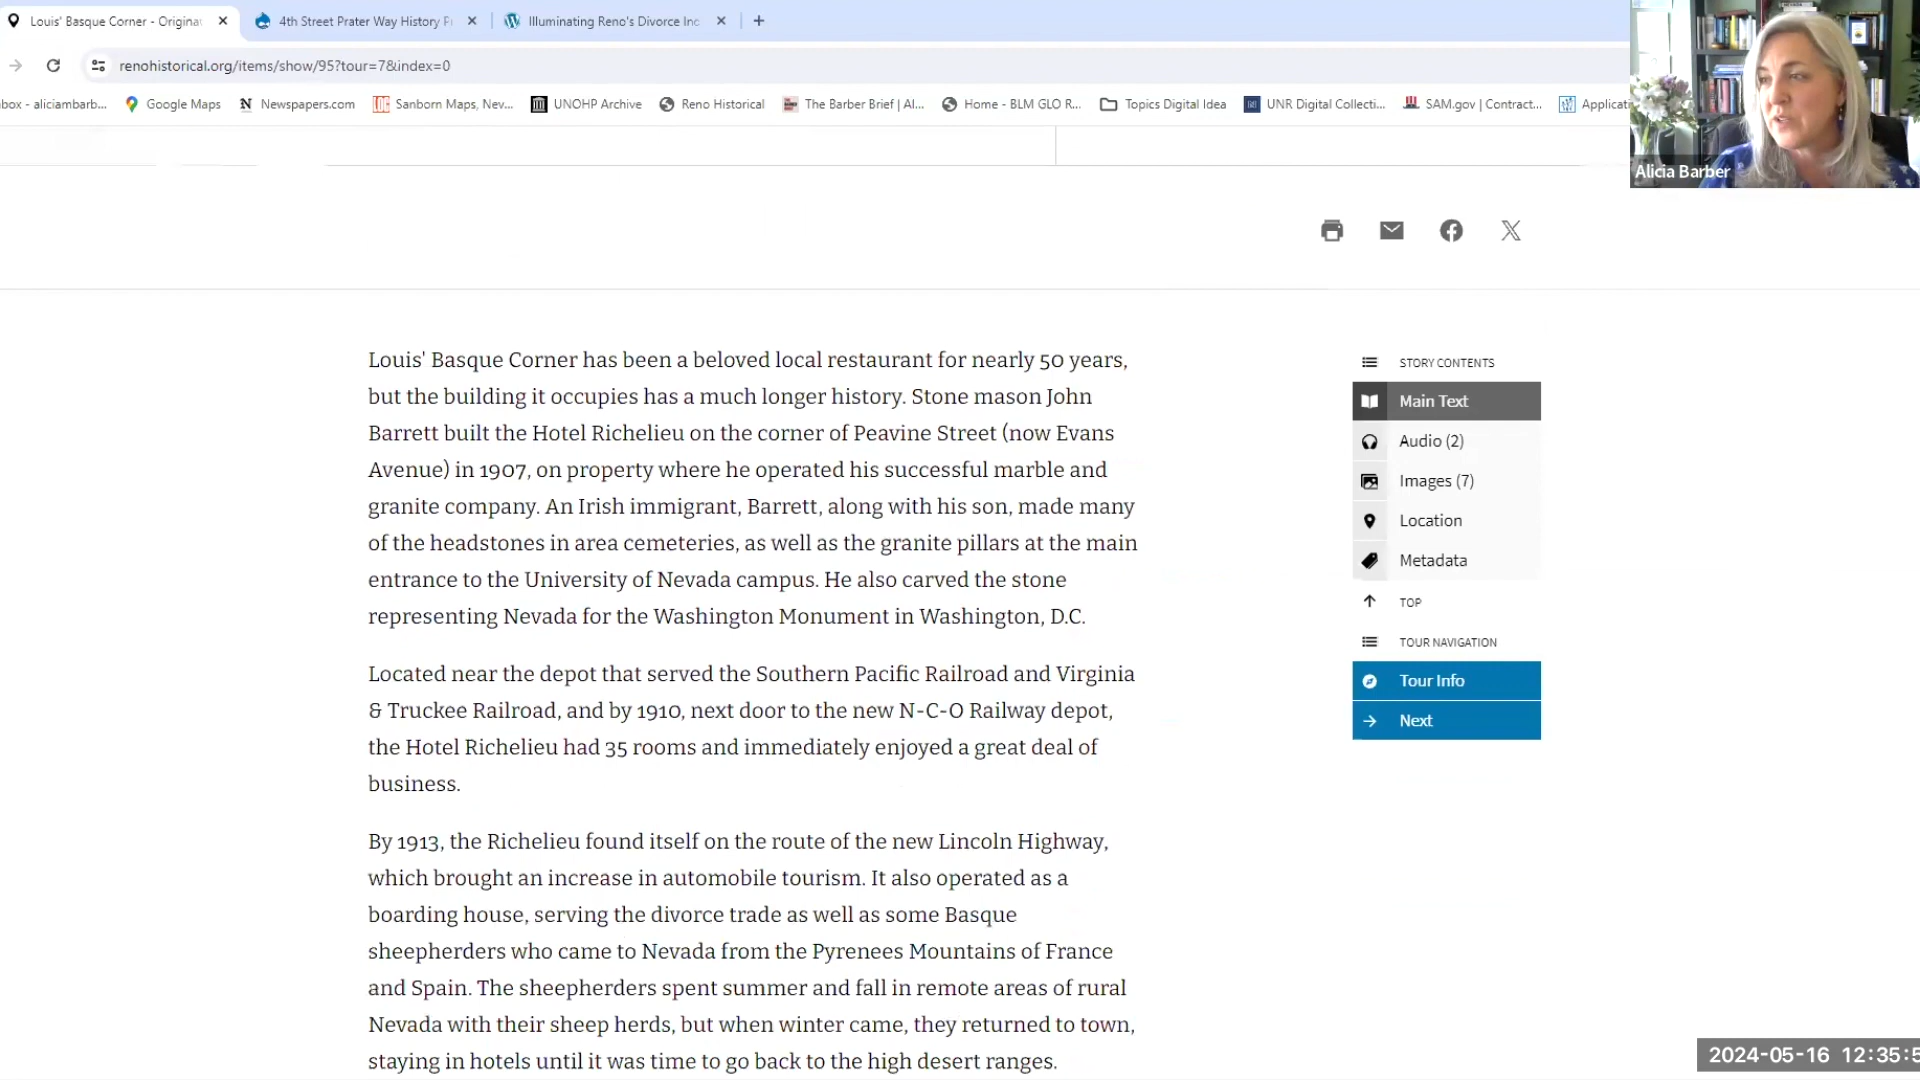 Louis' Basque Corner - Origina
4th Street Prater Way History P
Illuminating Reno's Divorce Inc
renohistorical.org/items/show/95?tour=7&index=0
box - aliciambarb...
Google Maps
Newspapers.com
Sanborn Maps, Nev...
UNOHP Archive
Reno Historical
The Barber Brief | Al...
Home - BLM GLO R...
Topics Digital Idea
UNR Digital Collecti...
SAM.gov | Contract...
Applicati
Alicia Barber
Louis' Basque Corner has been a beloved local restaurant for nearly 50 years,
but the building it occupies has a much longer history. Stone mason John
Barrett built the Hotel Richelieu on the corner of Peavine Street (now Evans
Avenue) in 1907, on property where he operated his successful marble and
granite company. An Irish immigrant, Barrett, along with his son, made many
of the headstones in area cemeteries, as well as the granite pillars at the main
entrance to the University of Nevada campus. He also carved the stone
representing Nevada for the Washington Monument in Washington, D.C.
Located near the depot that served the Southern Pacific Railroad and Virginia
& Truckee Railroad, and by 1910, next door to the new N-C-O Railway depot,
the Hotel Richelieu had 35 rooms and immediately enjoyed a great deal of
business.
By 1913, the Richelieu found itself on the route of the new Lincoln Highway,
which brought an increase in automobile tourism. It also operated as a
boarding house, serving the divorce trade as well as some Basque
sheepherders who came to Nevada from the Pyrenees Mountains of France
and Spain. The sheepherders spent summer and fall in remote areas of rural
Nevada with their sheep herds, but when winter came, they returned to town,
staying in hotels until it was time to go back to the high desert ranges.
STORY CONTENTS
Main Text
Audio (2)
Images (7)
Location
Metadata
TOP
TOUR NAVIGATION
Tour Info
Next
2024-05-16 12:35:5